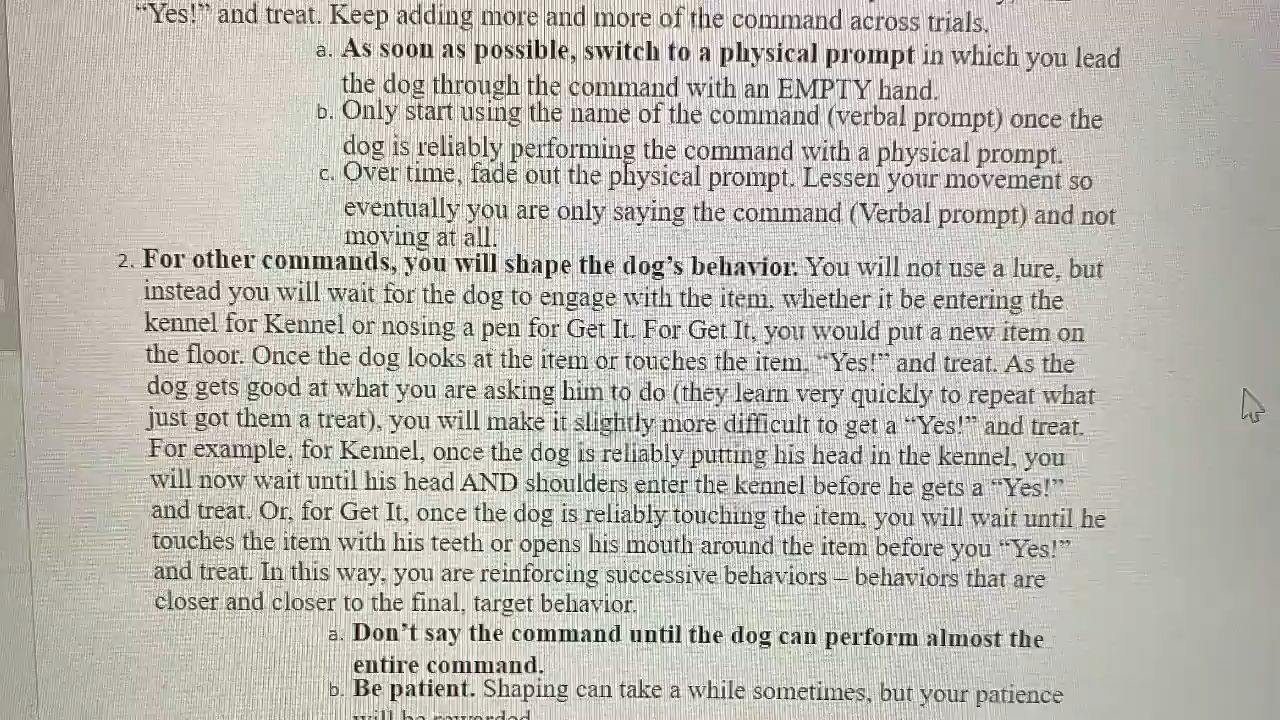 "Yes!" and treat. Keep adding more and more of the command across trials.
a. As soon as possible, switch to a physical prompt in which you lead
the dog through the command with an EMPTY hand.
b. Only start using the name of the command (verbal prompt) once the
dog is reliably performing the command with a physical prompt.
c. Over time, fade out the physical prompt. Lessen your movement so
eventually you are only saying the command (Verbal prompt) and not
moving at all.
2. For other commands, you will shape the dog's behavior. You will not use a lure, but
instead you will wait for the dog to engage with the item, whether it be entering the
kennel for Kennel or nosing a pen for Get It. For Get It, you would put a new item on
the floor. Once the dog looks at the item or touches the item, "Yes!" and treat. As the
dog gets good at what you are asking him to do (they learn very quickly to repeat what
just got them a treat), you will make it slightly more difficult to get a "Yes!" and treat.
For example, for Kennel, once the dog is reliably putting his head in the kennel, you
will now wait until his head AND shoulders enter the kennel before he gets a "Yes!"
and treat. Or, for Get It, once the dog is reliably touching the item, you will wait until he
touches the item with his teeth or opens his mouth around the item before you "Yes!"
and treat. In this way, you are reinforcing successive behaviors – behaviors that are
closer and closer to the final, target behavior.
a. Don't say the command until the dog can perform almost the
entire command.
b. Be patient. Shaping can take a while sometimes, but your patience
will be rewarded.